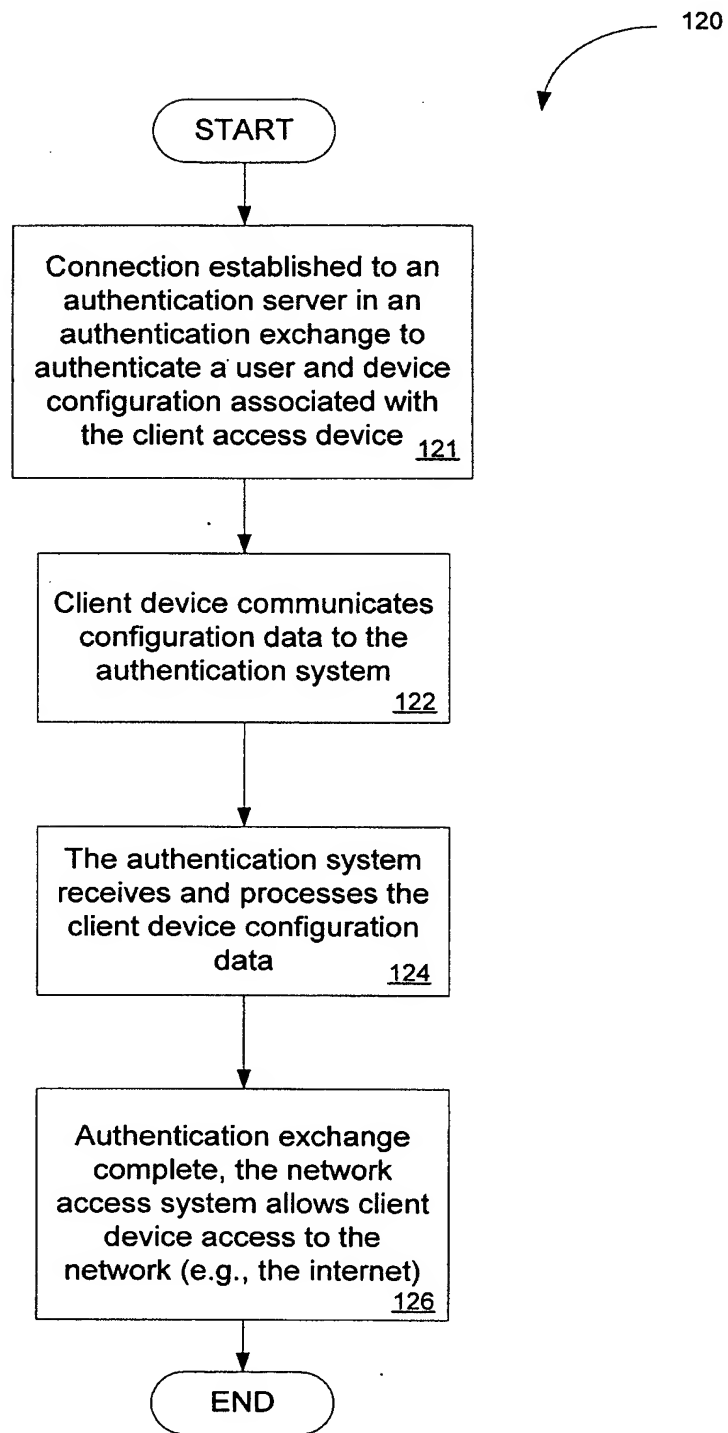 120
START
Connection established to an
authentication server in an
authentication exchange to
authenticate a user and device
configuration associated with
the client access device
121
Client device communicates
configuration data to the
authentication system
122
The authentication system
receives and processes the
client device configuration
data
124
Authentication exchange
complete, the network
access system allows client
device access to the
network (e.g., the internet)
126
END